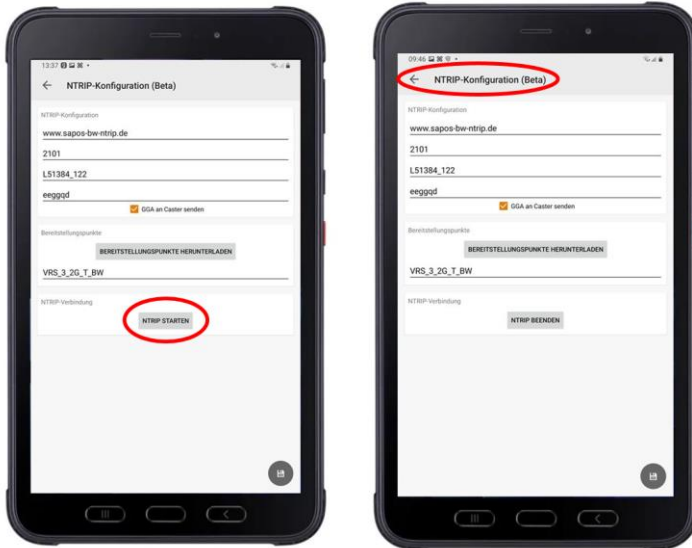 13:37
NTRIP-Konfiguration (Beta)
NTRIP-Konfiguration
www.sapos-bw-ntrip.de
2101
L51384_122
eeggqd
GGA an Caster senden
Bereitstellungspunkte
BEREITSTELLUNGSPUNKTE HERUNTERLADEN
VRS_3_2G_T_BW
NTRIP-Verbindung
NTRIP STARTEN
09:46
NTRIP-Konfiguration (Beta)
NTRIP-Konfiguration
www.sapos-bw-ntrip.de
2101
L51384_122
eeggqd
GGA an Caster senden
Bereitstellungspunkte
BEREITSTELLUNGSPUNKTE HERUNTERLADEN
VRS_3_2G_T_BW
NTRIP-Verbindung
NTRIP BEENDEN